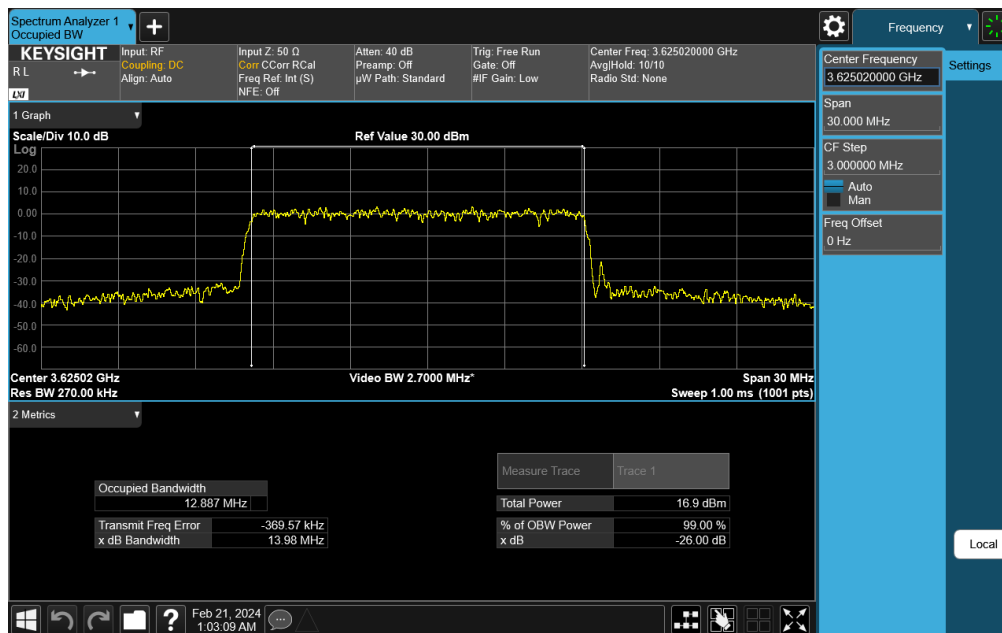 Spectrum Analyzer 1
Occupied BW
Frequency
KEYSIGHT
R L
LXI
Input: RF
Coupling: DC
Align: Auto
Input Z: 50 Ω
Corr CCorr RCal
Freq Ref: Int (S)
NFE: Off
Atten: 40 dB
Preamp: Off
µW Path: Standard
Trig: Free Run
Gate: Off
#IF Gain: Low
Center Freq: 3.625020000 GHz
Avg|Hold: 10/10
Radio Std: None
Center Frequency
3.625020000 GHz
Settings
Span
30.000 MHz
CF Step
3.000000 MHz
Auto
Man
Freq Offset
0 Hz
1 Graph
Scale/Div 10.0 dB
Ref Value 30.00 dBm
Log
20.0
10.0
0.00
-10.0
-20.0
-30.0
-40.0
-50.0
-60.0
Center 3.62502 GHz
Video BW 2.7000 MHz*
Span 30 MHz
Res BW 270.00 kHz
Sweep 1.00 ms (1001 pts)
2 Metrics
Measure Trace
Trace 1
Occupied Bandwidth
12.887 MHz
Total Power
16.9 dBm
Transmit Freq Error
-369.57 kHz
% of OBW Power
99.00 %
x dB Bandwidth
13.98 MHz
x dB
-26.00 dB
Local
Feb 21, 2024
1:03:09 AM